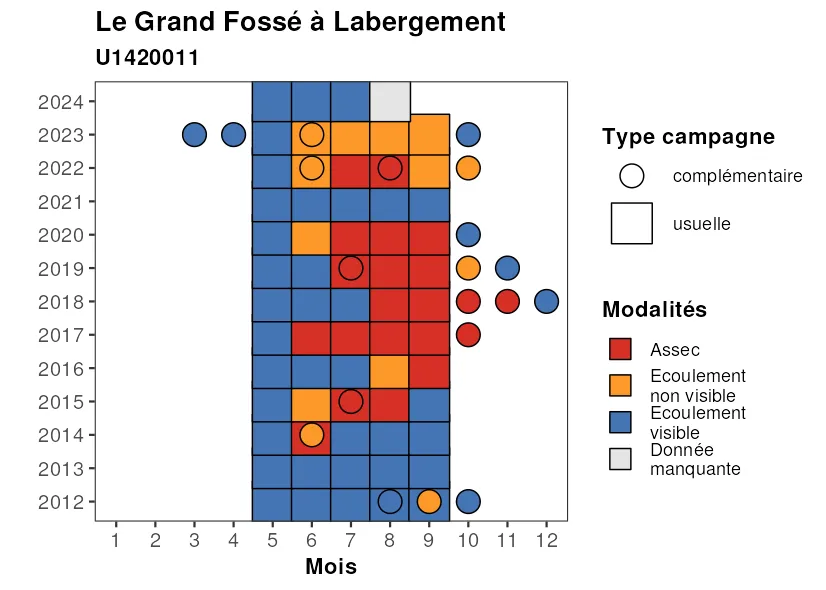 Le Grand Fossé à Labergement
U1420011
2024
2023
2022
2021
2020
2019
2018
2017
2016
2015
2014
2013
2012
1 2 3 4 5 6 7 8 9 10 11 12
Mois
Type campagne
complémentaire
usuelle
Modalités
Assec
Ecoulement
non visible
Ecoulement
visible
Donnée
manquante